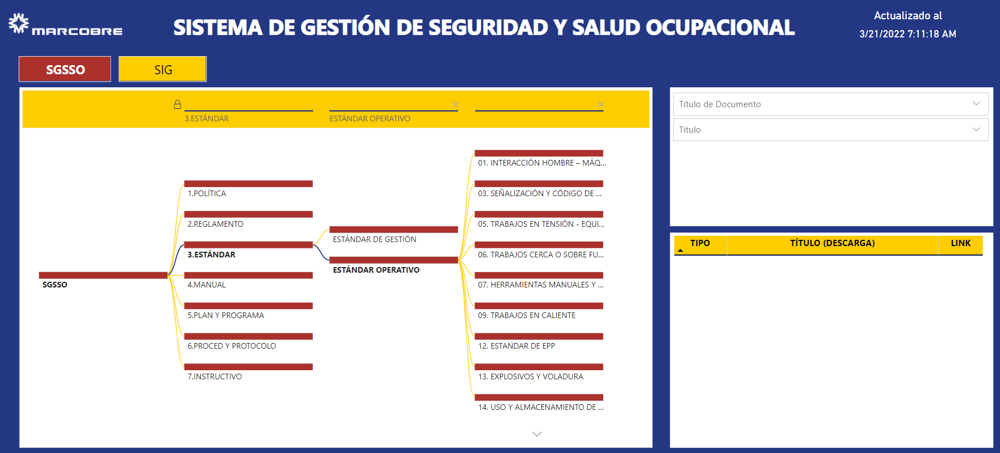 MARCOBRE
SISTEMA DE GESTIÓN DE SEGURIDAD Y SALUD OCUPACIONAL
Actualizado al
3/21/2022 7:11:18 AM
SGSSO
SIG
3.ESTÁNDAR
ESTÁNDAR OPERATIVO
SGSSO
1.POLÍTICA
2.REGLAMENTO
3.ESTÁNDAR
4.MANUAL
5.PLAN Y PROGRAMA
6.PROCED Y PROTOCOLO
7.INSTRUCTIVO
ESTÁNDAR DE GESTIÓN
ESTÁNDAR OPERATIVO
01. INTERACCIÓN HOMBRE – MÁQ...
03. SEÑALIZACIÓN Y CÓDIGO DE ...
05. TRABAJOS EN TENSIÓN - EQUI...
06. TRABAJOS CERCA O SOBRE FU...
07. HERRAMIENTAS MANUALES Y ...
09. TRABAJOS EN CALIENTE
12. ESTANDAR DE EPP
13. EXPLOSIVOS Y VOLADURA
14. USO Y ALMACENAMIENTO DE ...
Título de Documento
Titulo
TIPO TÍTULO (DESCARGA) LINK